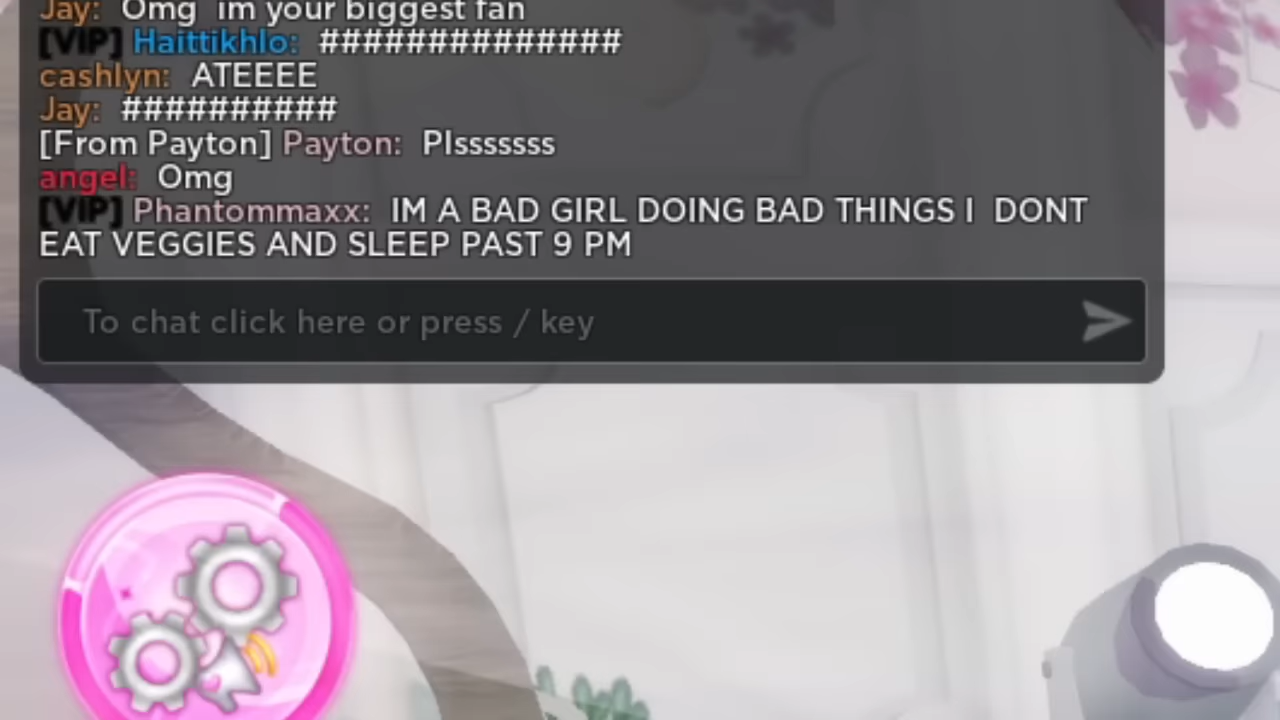 Jay: Omg im your biggest fan
[VIP] Haittikhlo: ##############
cashlyn: ATEEEE
Jay: ##########
[From Payton] Payton: Plsssssss
angel: Omg
[VIP] Phantommaxx: IM A BAD GIRL DOING BAD THINGS I DONT
EAT VEGGIES AND SLEEP PAST 9 PM
To chat click here or press / key